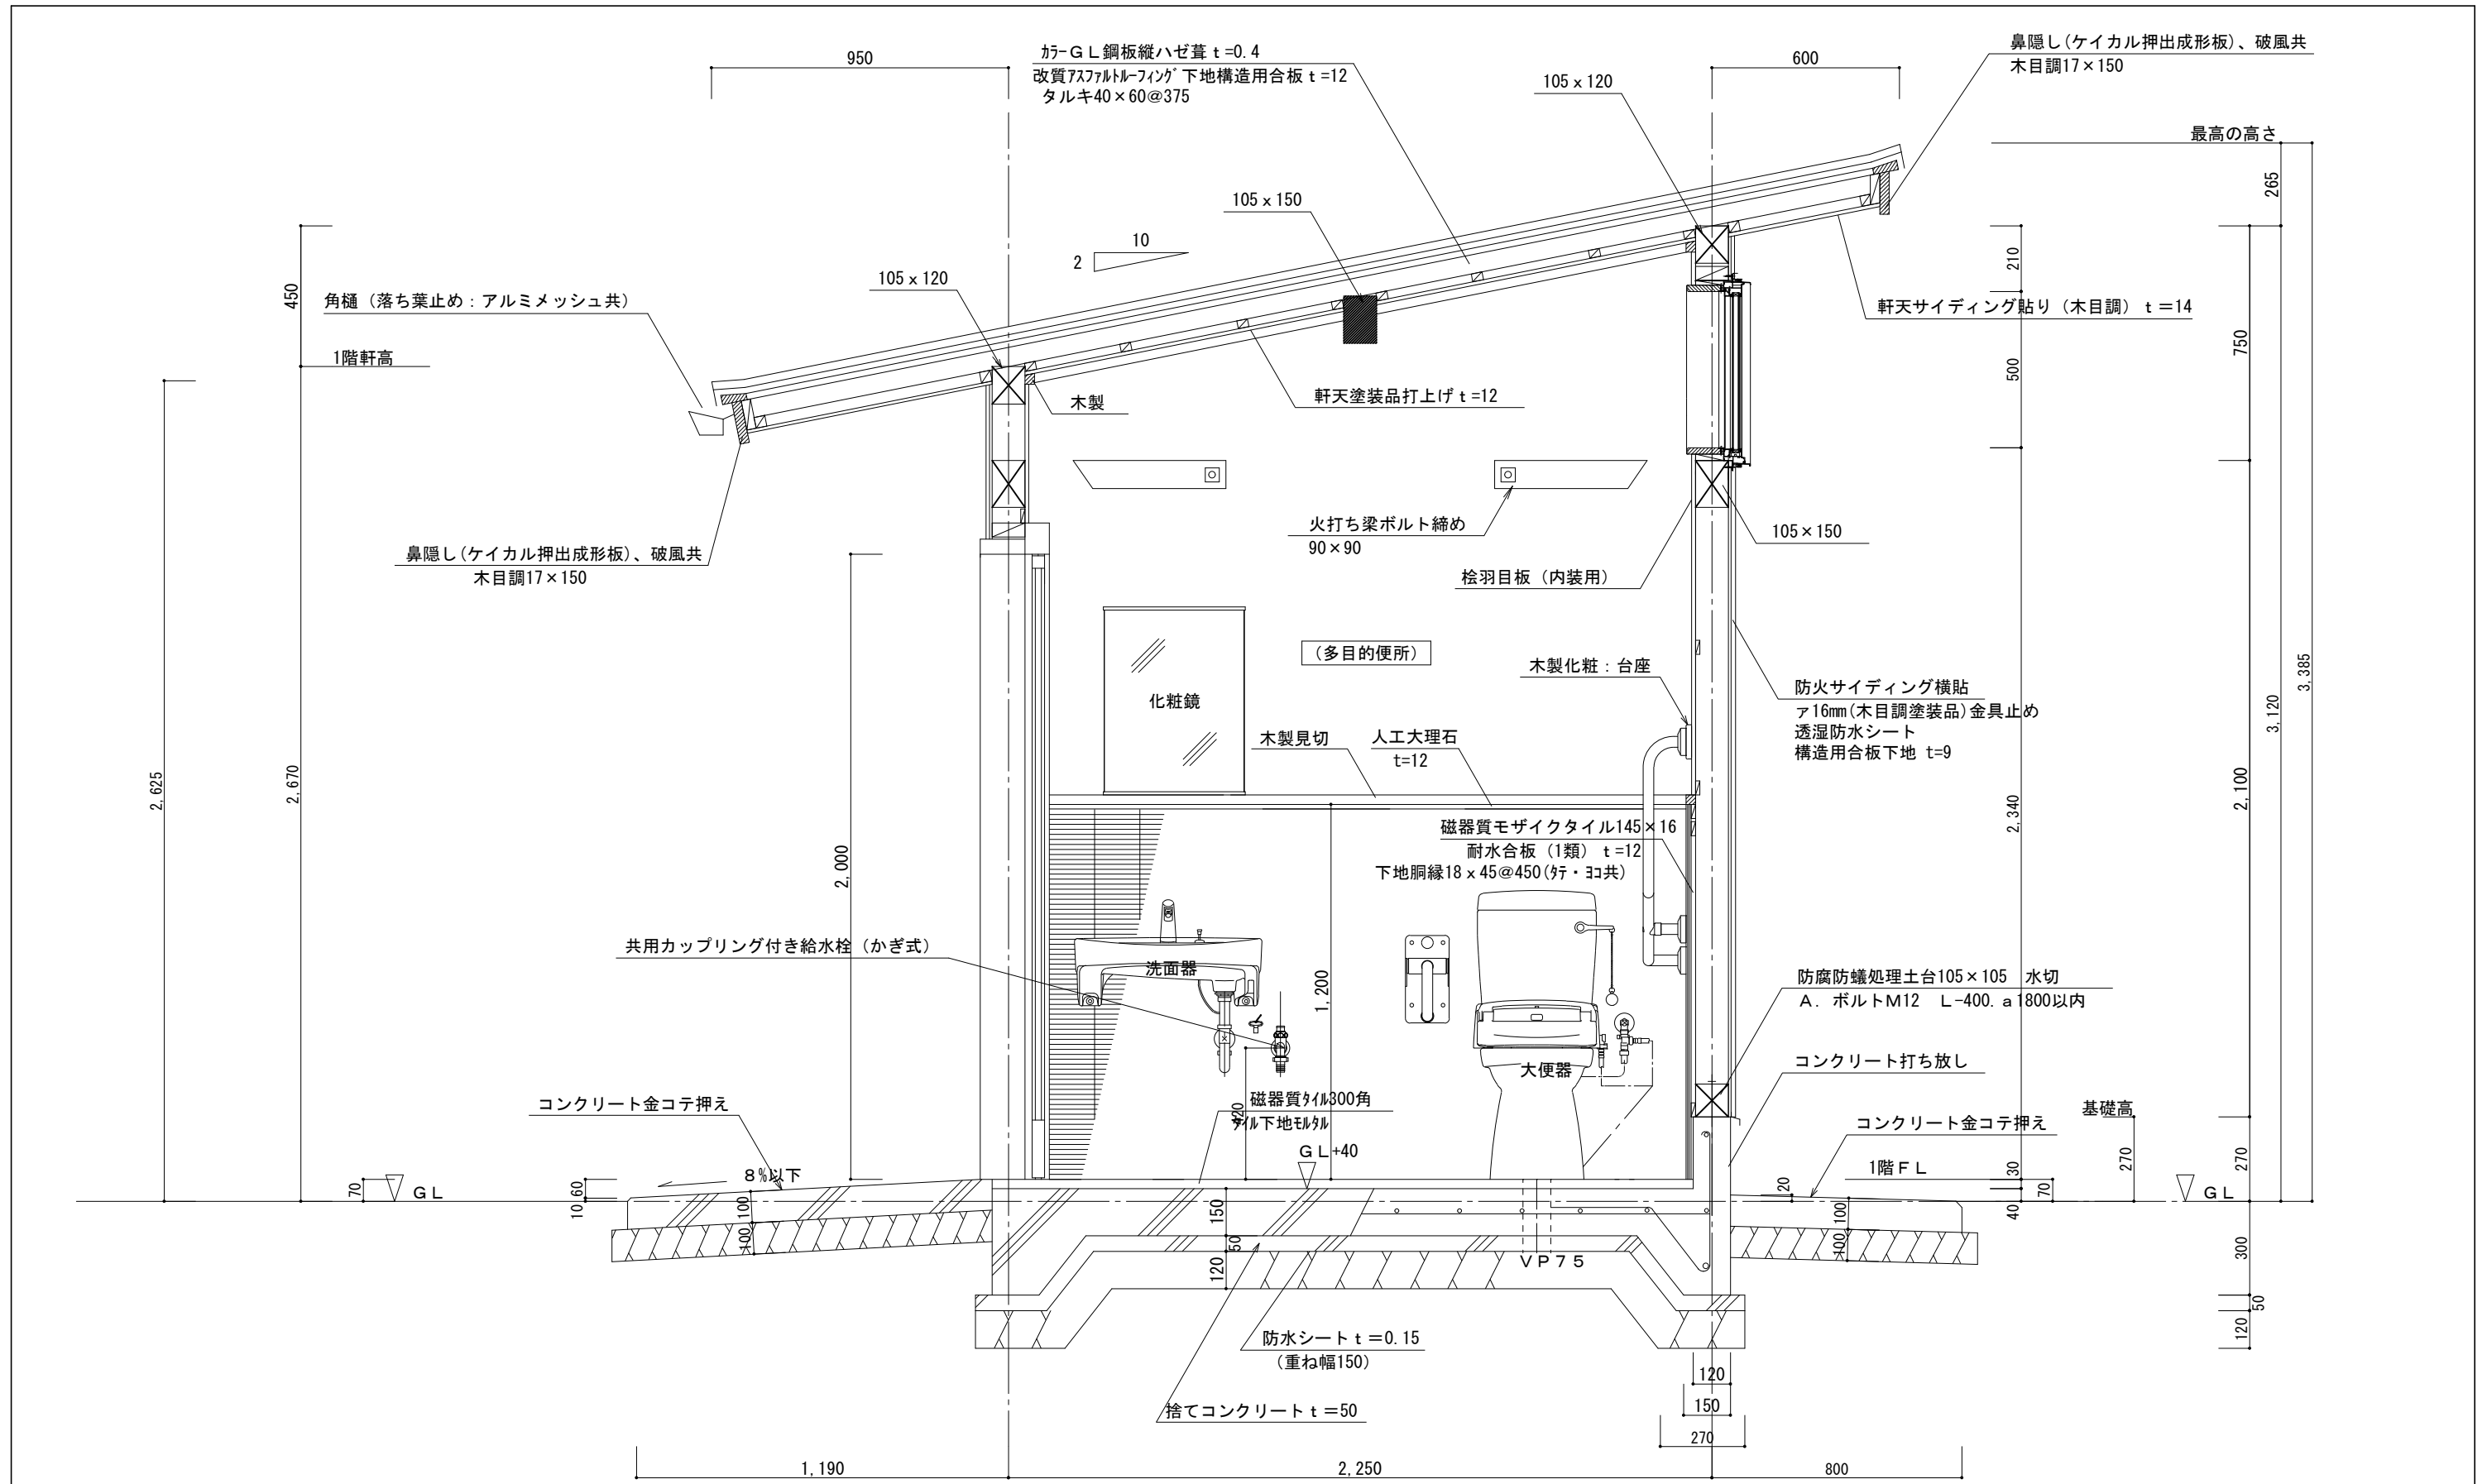 950
カラーＧＬ鋼板縦ハゼ葺ｔ=0.4
改質アスファルトルーフィング下地構造用合板ｔ=12
タルキ40×60@375
600
鼻隠し(ケイカル押出成形板)、破風共
木目調17×150
105ｘ120
最高の高さ
265
105ｘ150
10
2
105ｘ120
450
210
角樋（落ち葉止め：アルミメッシュ共）
軒天サイディング貼り（木目調）ｔ＝14
750
1階軒高
500
木製
軒天塗装品打上げｔ=12
火打ち梁ボルト締め
90×90
105×150
鼻隠し(ケイカル押出成形板)、破風共
木目調17×150
桧羽目板（内装用）
(多目的便所)
木製化粧：台座
3,385
化粧鏡
防火サイディング横貼
ァ16mm(木目調塗装品)金具止め
透湿防水シート
構造用合板下地 t=9
3,120
木製見切
人工大理石
t=12
2,625
2,670
2,100
2,340
磁器質モザイクタイル145×16
耐水合板（1類）ｔ=12
下地胴縁18ｘ45@450(ﾀﾃ・ﾖｺ共)
2,000
共用カップリング付き給水栓（かぎ式）
洗面器
1,200
防腐防蟻処理土台105×105　水切
Ａ．ボルトＭ12　Ｌ-400.ａ1800以内
大便器
コンクリート打ち放し
コンクリート金コテ押え
磁器質ﾀｲﾙ300角
ﾀｲﾙ下地ﾓﾙﾀﾙ
420
基礎高
コンクリート金コテ押え
ＧＬ+40
8%以下
1階ＦＬ
30
270
270
70
ＧＬ
60
10
20
70
ＧＬ
40
100
100
150
50
120
100
100
300
ＶＰ７５
50
120
防水シートｔ＝0.15
（重ね幅150）
120
150
捨てコンクリートｔ＝50
270
1,190
2,250
800